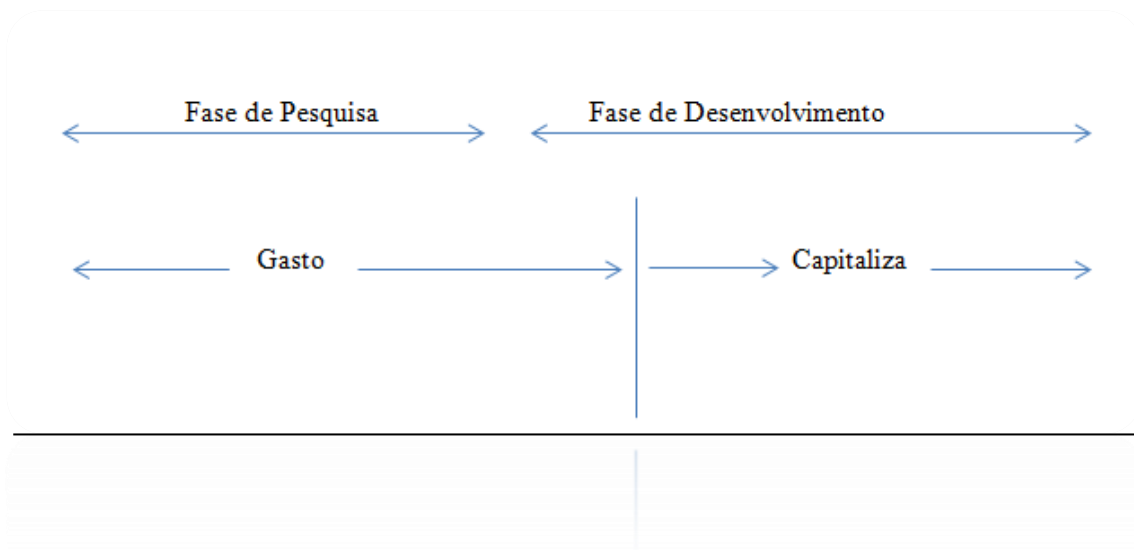 Fase de Pesquisa
Fase de Desenvolvimento
Gasto
Capitaliza